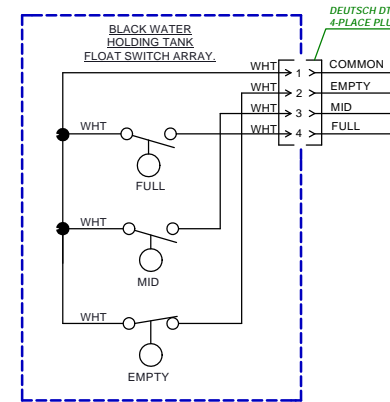 DEUTSCH DT
4-PLACE PLU
BLACK WATER
HOLDING TANK
FLOAT SWITCH ARRAY.
WHT 1 COMMON
WHT 2 EMPTY
WHT 3 MID
WHT 4 FULL
WHT
FULL
WHT
MID
WHT
EMPTY